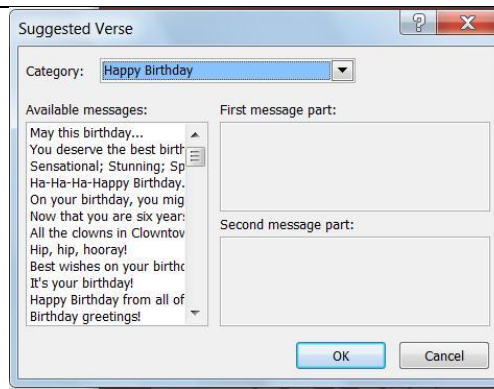 Suggested Verse
Category: Happy Birthday
Available messages:
May this birthday...
You deserve the best birth
Sensational; Stunning; Sp
Ha-Ha-Ha-Happy Birthday.
On your birthday, you mig
Now that you are six years
All the clowns in Clowntow
Hip, hip, hooray!
Best wishes on your birthd
It's your birthday!
Happy Birthday from all of
Birthday greetings!
First message part:
Second message part:
OK
Cancel